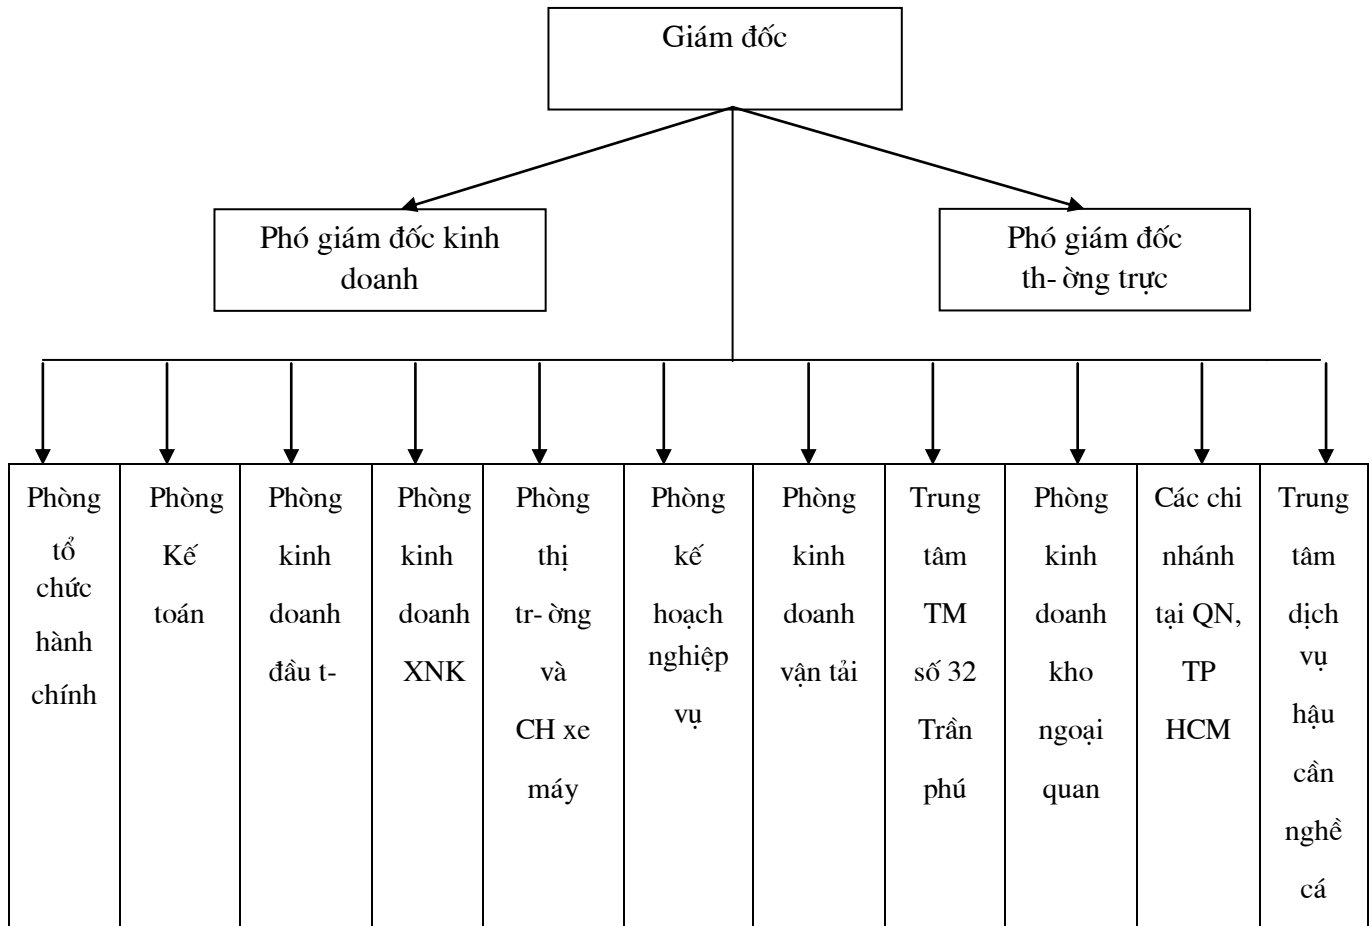 Giám đốc
Phó giám đốc kinh
doanh
Phó giám đốc
th- ờng trực
Phòng
tổ
chức
hành
chính
Phòng
Kế
toán
Phòng
kinh
doanh
đầu t-
Phòng
kinh
doanh
XNK
Phòng
thị
tr- ờng
và
CH xe
máy
Phòng
kế
hoạch
nghiệp
vụ
Phòng
kinh
doanh
vận tải
Trung
tâm
TM
số 32
Trần
phú
Phòng
kinh
doanh
kho
ngoại
quan
Các chi
nhánh
tại QN,
TP
HCM
Trung
tâm
dịch
vụ
hậu
cần
nghề
cá